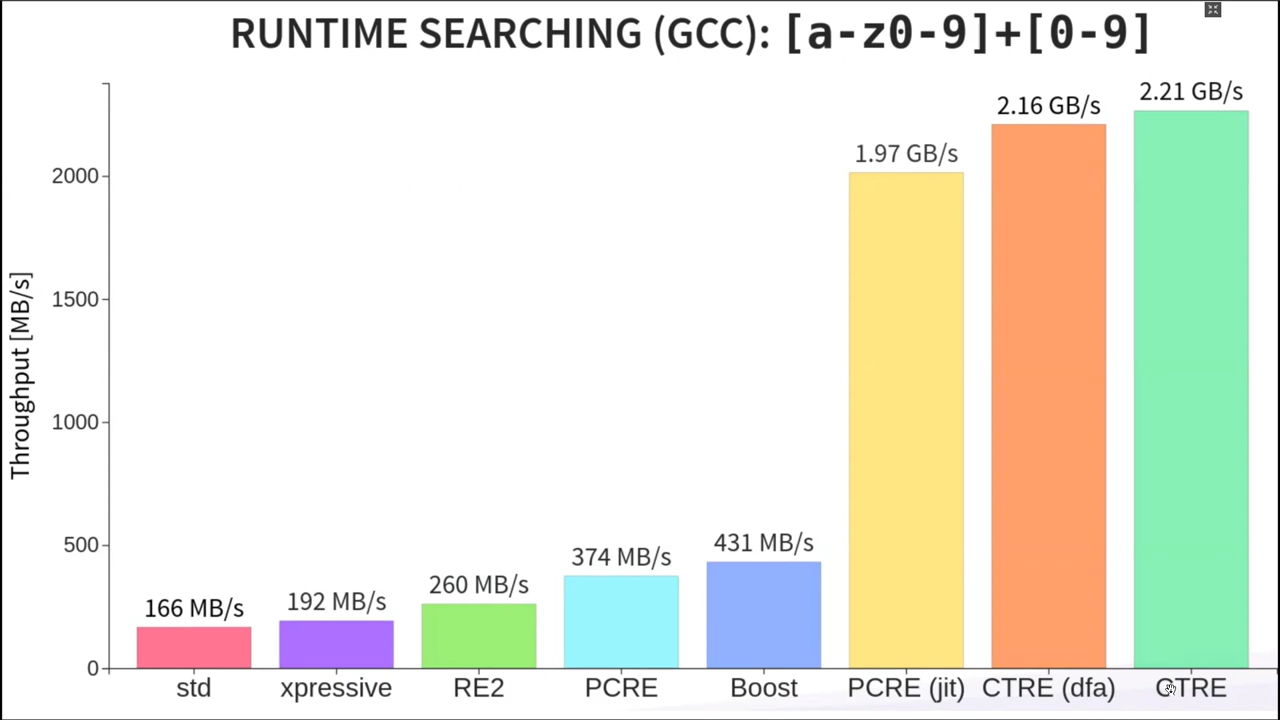 RUNTIME SEARCHING (GCC): [a-z0-9]+[0-9]
Throughput [MB/s]
2000
1500
1000
500
0
166 MB/s
192 MB/s
260 MB/s
374 MB/s
431 MB/s
1.97 GB/s
2.16 GB/s
2.21 GB/s
std
xpressive
RE2
PCRE
Boost
PCRE (jit)
CTRE (dfa)
CTRE